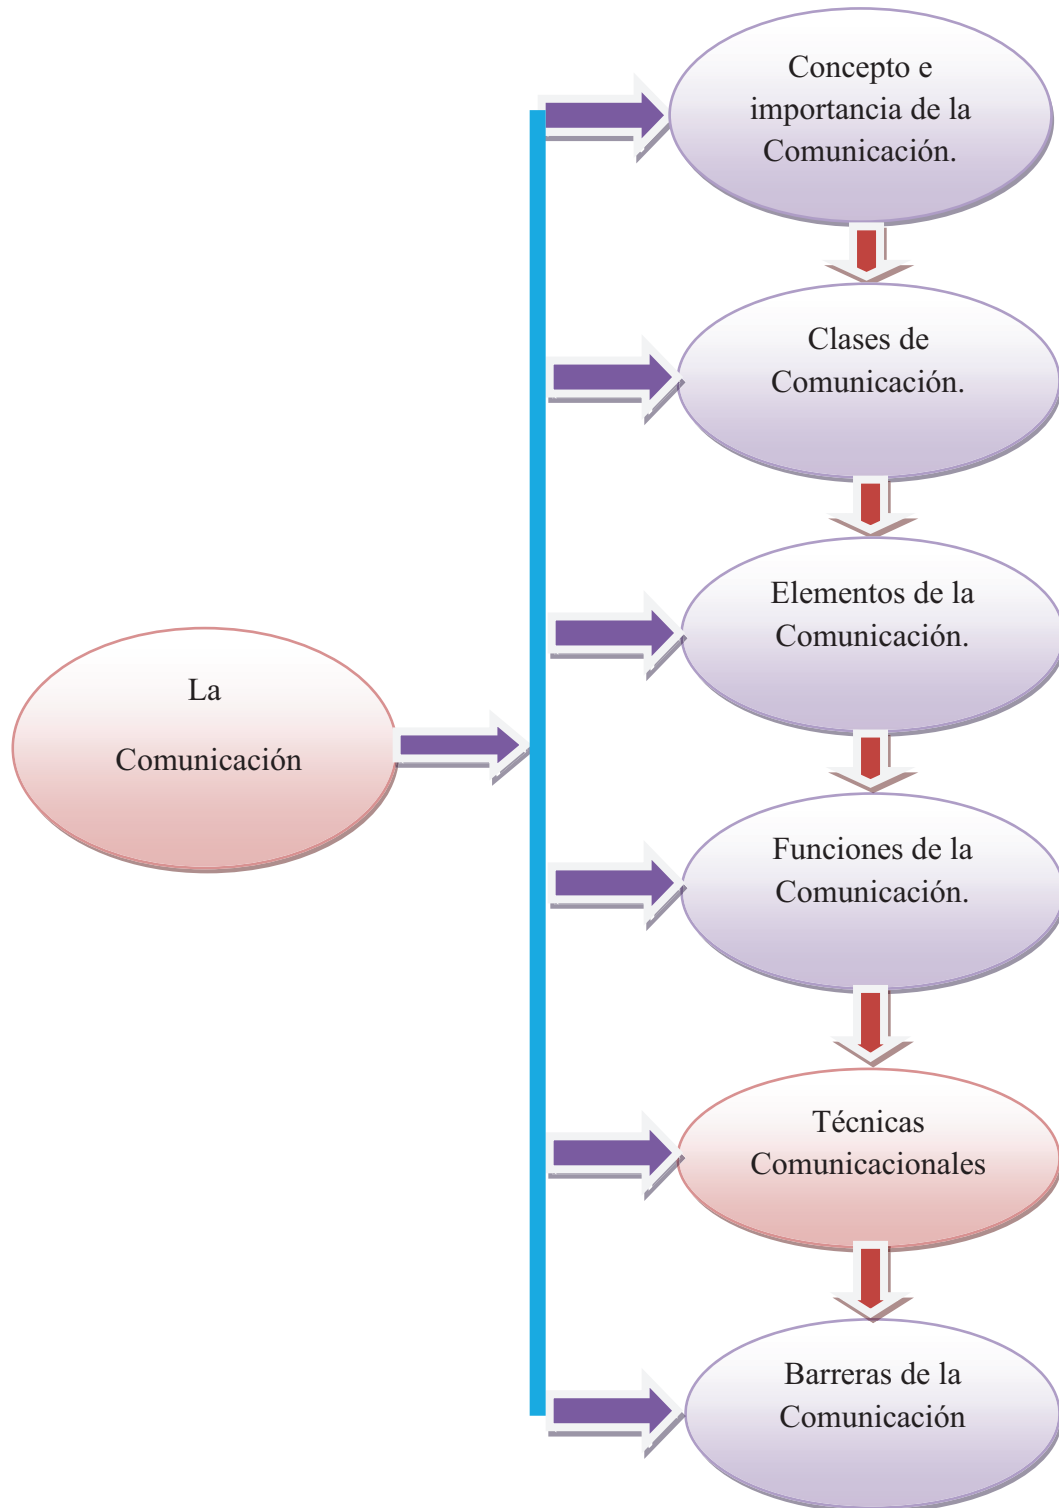 Concepto e
importancia de la
Comunicación.
Clases de
Comunicación.
Elementos de la
Comunicación.
La
Comunicación
Funciones de la
Comunicación.
Técnicas
Comunicacionales
Barreras de la
Comunicación